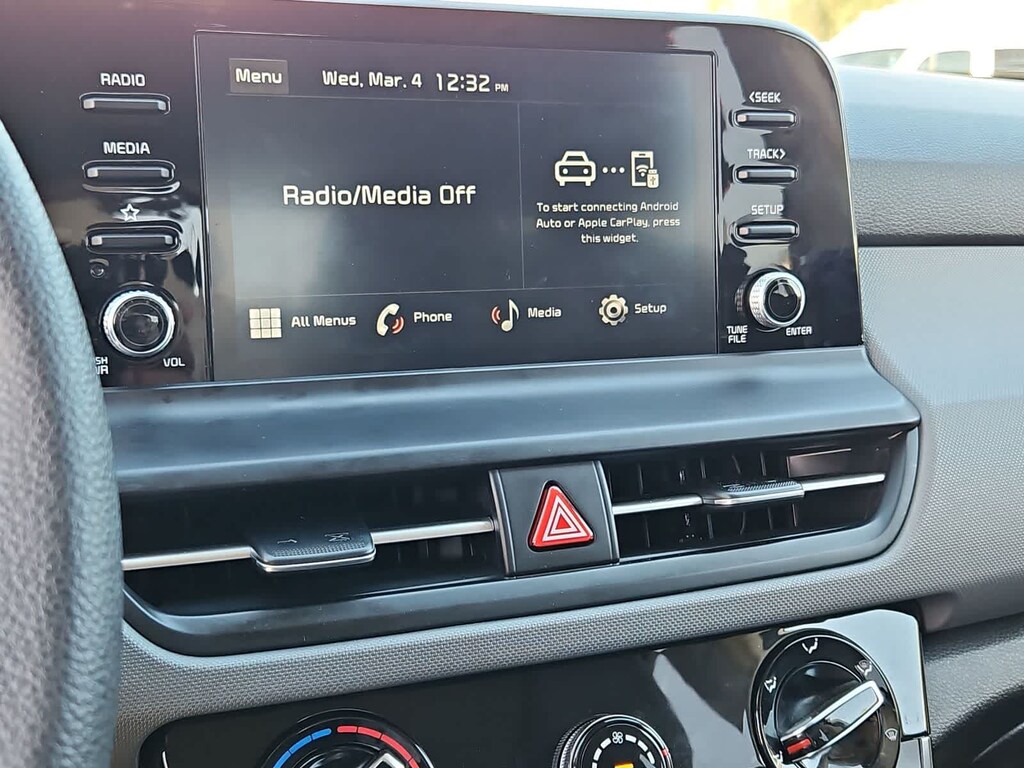 RADIO
MEDIA
VOL
Menu
Wed, Mar. 4 12:32 PM
Radio/Media Off
To start connecting Android
Auto or Apple CarPlay, press
this widget.
All Menus
Phone
Media
Setup
<SEEK
TRACK>
SETUP
TUNE
FILE
ENTER